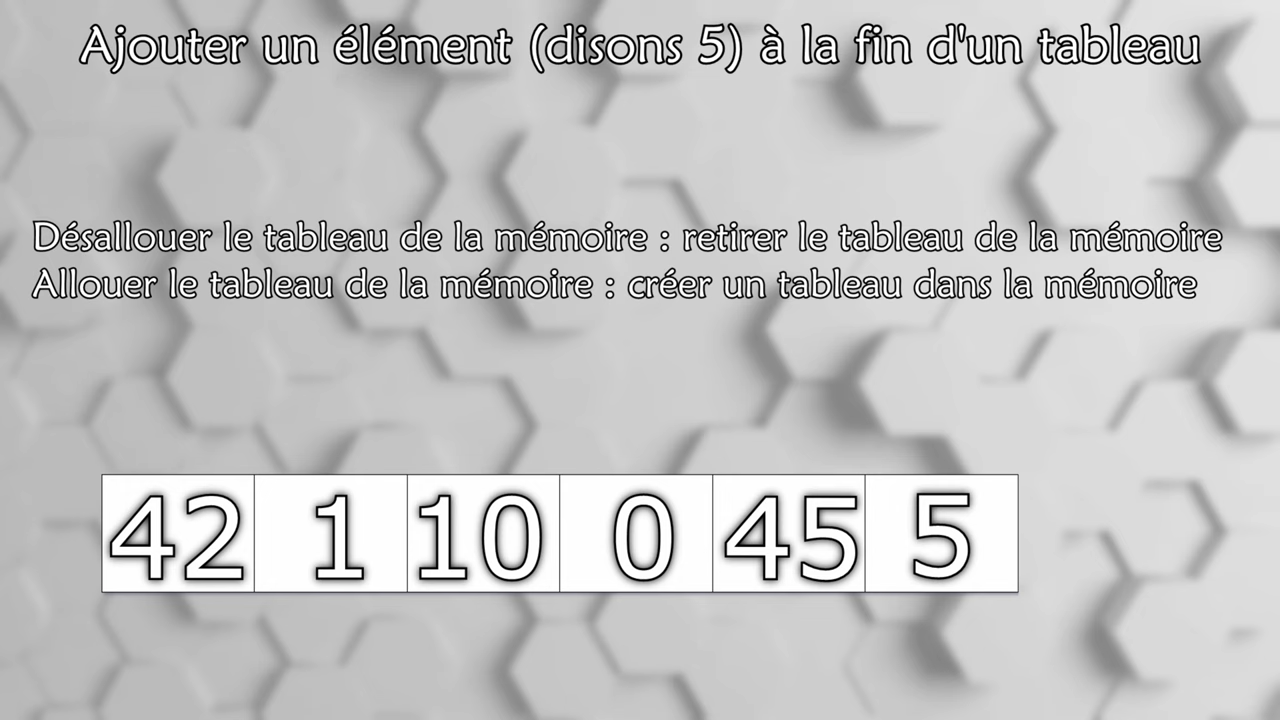 Ajouter un élément (disons 5) à la fin d'un tableau
Désallouer le tableau de la mémoire : retirer le tableau de la mémoire
Allouer le tableau de la mémoire : créer un tableau dans la mémoire
42 1 10 0 45 5